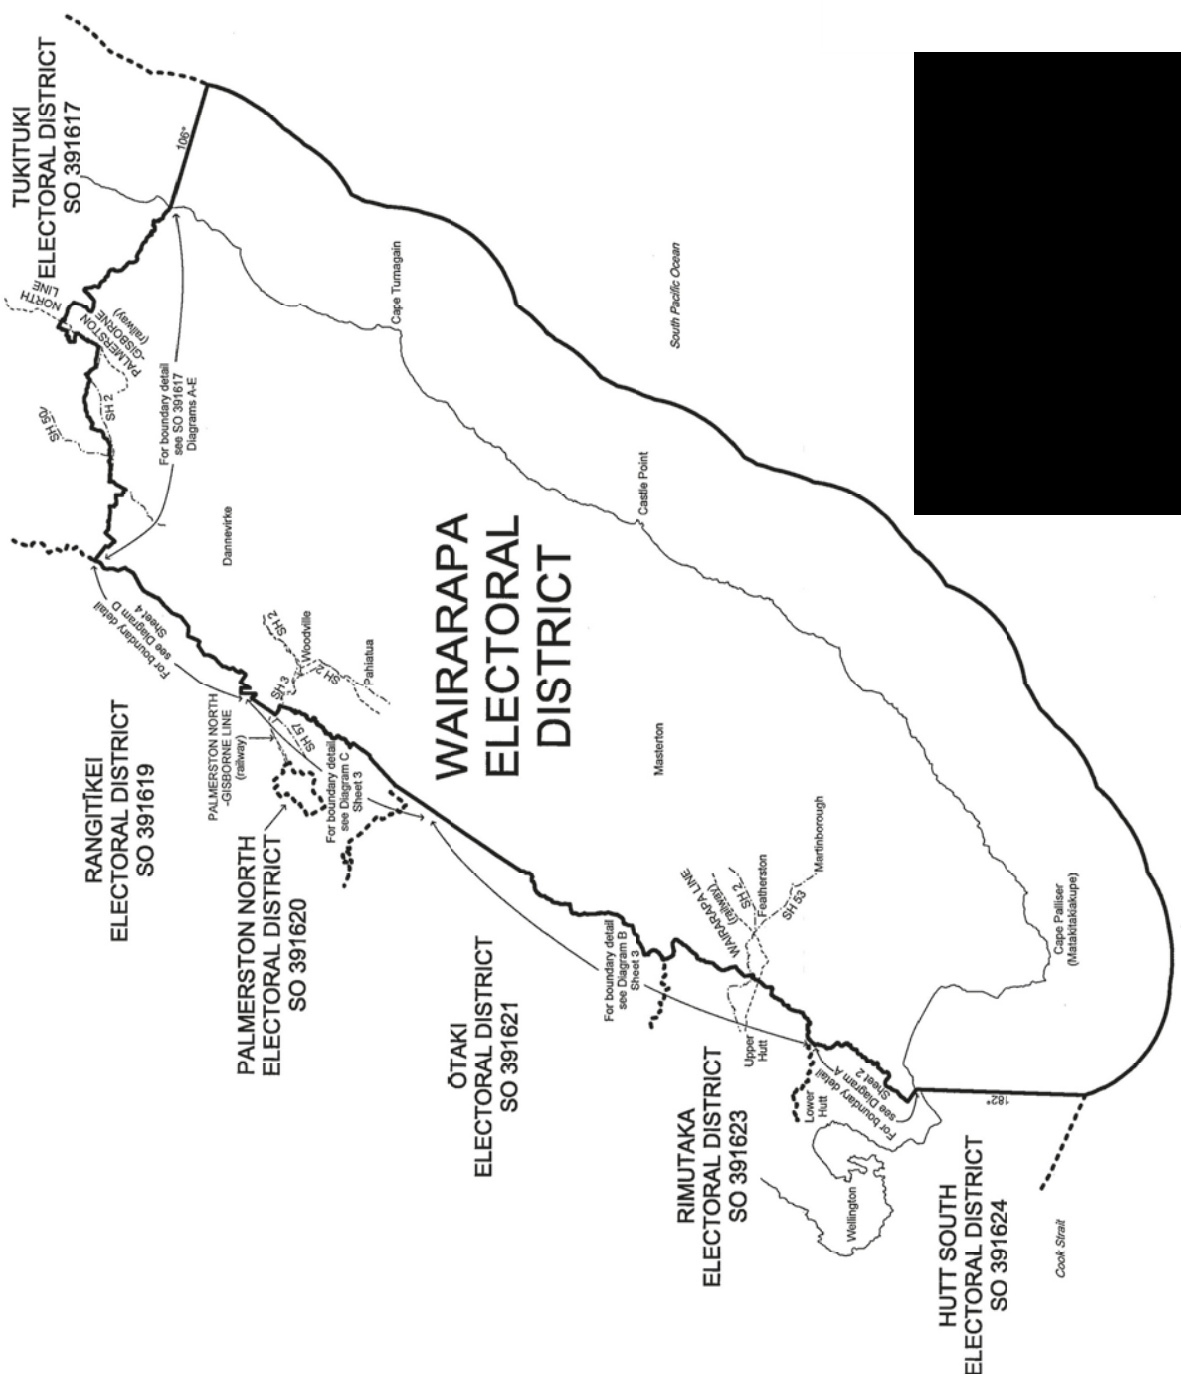 TUKITUKI
ELECTORAL DISTRICT
SO 391617
106°
NORTH
LINE
PALMERSTON
-GISBORNE
(railway)
SH 2
SH 50
For boundary detail
see SO 391617
Diagrams A-E
Cape Turnagain
South Pacific Ocean
Castle Point
Dannevirke
WAIRARAPA
ELECTORAL
DISTRICT
For boundary detail
see Diagram D
Sheet 4
SH 2
Woodville
SH 3
SH 2
Pahiatua
SH 57
RANGITĪKEI
ELECTORAL DISTRICT
SO 391619
PALMERSTON NORTH
-GISBORNE LINE
(railway)
For boundary detail
see Diagram C
Sheet 3
PALMERSTON NORTH
ELECTORAL DISTRICT
SO 391620
Masterton
Martinborough
Featherston
SH 53
SH 2
WAIRARAPA LINE
(railway)
For boundary detail
see Diagram B
Sheet 3
Cape Palliser
(Matakitakiakupe)
ŌTAKI
ELECTORAL DISTRICT
SO 391621
Upper
Hutt
Lower
Hutt
For boundary detail
see Diagram A
Sheet 2
182°
RIMUTAKA
ELECTORAL DISTRICT
SO 391623
Wellington
HUTT SOUTH
ELECTORAL DISTRICT
SO 391624
Cook Strait